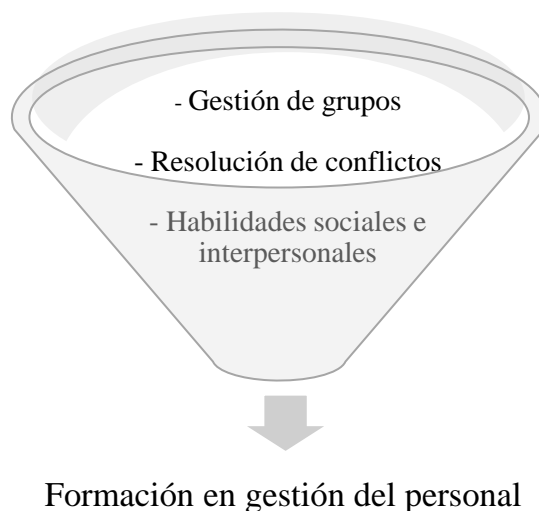 - Gestión de grupos
- Resolución de conflictos
- Habilidades sociales e
interpersonales
Formación en gestión del personal